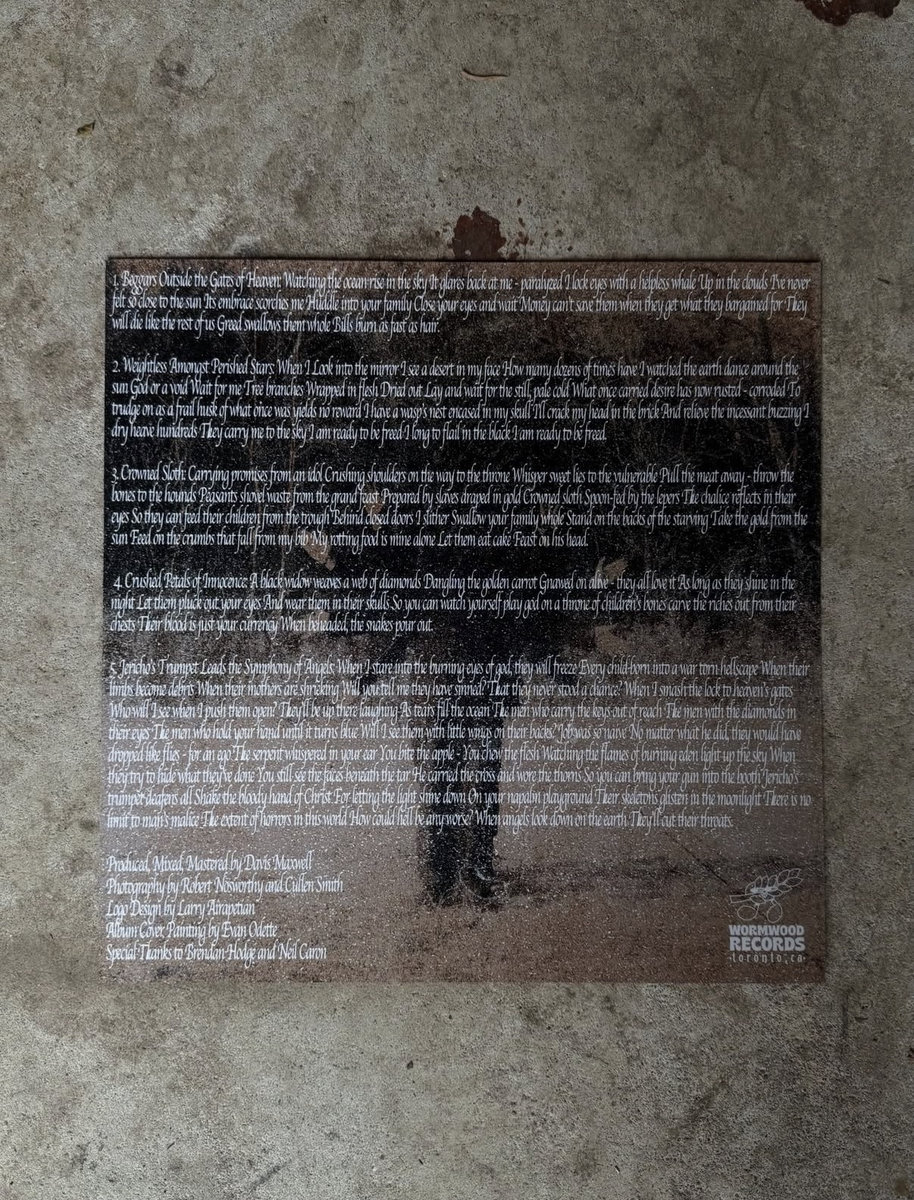 1. Beggars Outside the Gates of Heaven: Watching the ocean rise in the sky It glares back at me - paralyzed I lock eyes with a helpless whale Up in the clouds I've never
felt so close to the sun Its embrace scorches me Huddle into your family Close your eyes and wait Money can't save them when they get what they bargained for They
will die like the rest of us Greed swallows them whole Bills burn as fast as hair.
2. Weightless Amongst Perished Stars: When I Look into the mirror I see a desert in my face How many dozens of times have I watched the earth dance around the
sun God or a void Wait for me Tree branches Wrapped in flesh Dried out Lay and wait for the still, pale cold What once carried desire has now rusted - corroded To
trudge on as a frail husk of what once was yields no reward I have a wasp's nest encased in my skull I'll crack my head in the brick And relieve the incessant buzzing I
dry heave hundreds They carry me to the sky I am ready to be freed I long to flail in the black I am ready to be freed.
3. Crowned Sloth: Carrying promises from an idol Crushing shoulders on the way to the throne Whisper sweet lies to the vulnerable Pull the meat away - throw the
bones to the hounds Peasants shovel waste from the grand feast Prepared by slaves draped in gold Crowned sloth Spoon-fed by the lepers The chalice reflects in their
eyes So they can feed their children from the trough Behind closed doors I slither Swallow your family whole Stand on the backs of the starving Take the gold from the
sun Feed on the crumbs that fall from my bib My rotting food is mine alone Let them eat cake Feast on his head.
4. Crushed Petals of Innocence: A black widow weaves a web of diamonds Dangling the golden carrot Gnawed on alive - they all love it As long as they shine in the
night Let them pluck out your eyes And wear them in their skulls So you can watch yourself play god on a throne of children's bones carve the riches out from their
chests Their blood is just your currency When beheaded, the snakes pour out.
5. Jericho's Trumpet Leads the Symphony of Angels: When I stare into the burning eyes of god, they will freeze Every child born into a war torn hellscape When their
limbs become debris When their mothers are shrieking Will you tell me they have sinned? That they never stood a chance? When I smash the lock to heaven's gates
Who will I see when I push them open? They'll be up there laughing As tears fill the ocean The men who carry the keys out of reach The men with the diamonds in
their eyes The men who hold your hand until it turns blue Will I see them with little wings on their backs? Job was so naive No matter what he did, they would have
dropped like flies - for an ego The serpent whispered in your ear You bite the apple - You chew the flesh Watching the flames of burning eden light up the sky When
they try to hide what they've done You still see the faces beneath the tar He carried the cross and wore the thorns So you can bring your gun into the booth? Jericho's
trumpet deafens all Shake the bloody hand of Christ For letting the light shine down On your napalm playground Their skeletons glisten in the moonlight There is no
limit to man's malice The extent of horrors in this world How could hell be any worse? When angels look down on the earth They'll cut their throats.
Produced, Mixed, Mastered by Davis Maxwell
Photography by Robert Nosworthy and Cullen Smith
Logo Design by Larry Airapetian
Album Cover Painting by Evan Odette
Special Thanks to Brendan Hodge and Neil Caron
WORMWOOD
RECORDS
·toronto,ca·